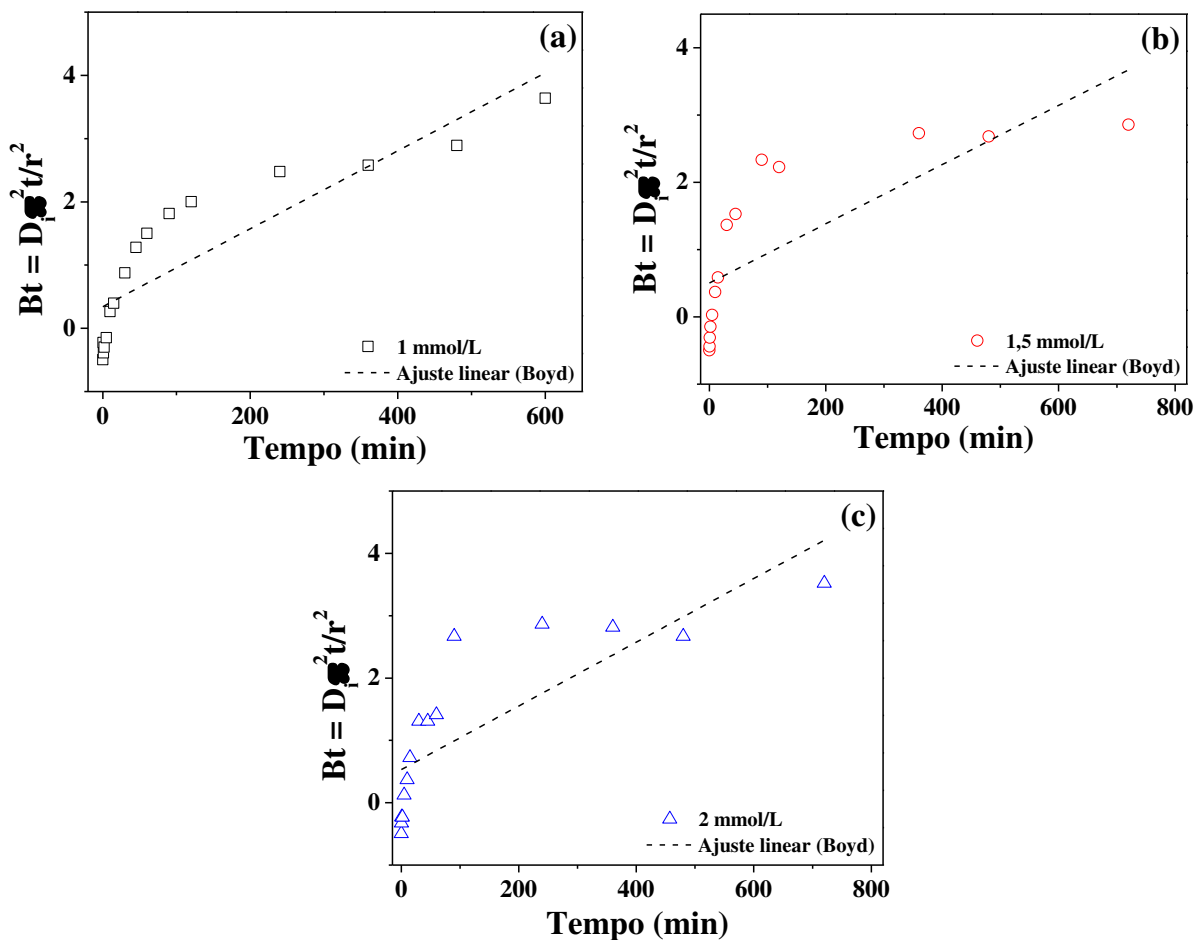 (a)
4
2
0
Bt = D
i
2
t/r
2
1 mmol/L
Ajuste linear (Boyd)
0 200 400 600
Tempo (min)
(b)
4
2
0
Bt = D
i
2
t/r
2
1,5 mmol/L
Ajuste linear (Boyd)
0 200 400 600 800
Tempo (min)
(c)
4
2
0
Bt = D
i
2
t/r
2
2 mmol/L
Ajuste linear (Boyd)
0 200 400 600 800
Tempo (min)